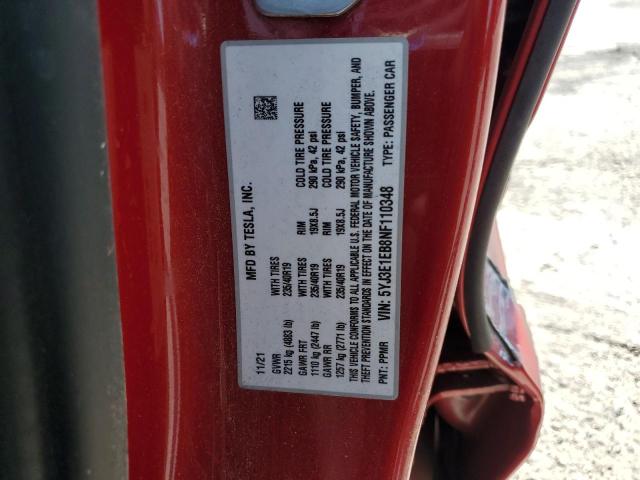 MFD BY TESLA, INC.
11/21
GVWR
2215 kg (4883 lb)
WITH TIRES
235/40R19
RIM
19X8.5J
COLD TIRE PRESSURE
290 kPa, 42 psi
GAWR FRT
1110 kg (2447 lb)
WITH TIRES
235/40R19
RIM
19X8.5J
COLD TIRE PRESSURE
290 kPa, 42 psi
GAWR RR
1257 kg (2771 lb)
WITH TIRES
235/40R19
THIS VEHICLE CONFORMS TO ALL APPLICABLE U.S. FEDERAL MOTOR VEHICLE SAFETY, BUMPER, AND
THEFT PREVENTION STANDARDS IN EFFECT ON THE DATE OF MANUFACTURE SHOWN ABOVE.
PNT: PPMR
VIN: 5YJ3E1EB8NF110348
TYPE: PASSENGER CAR